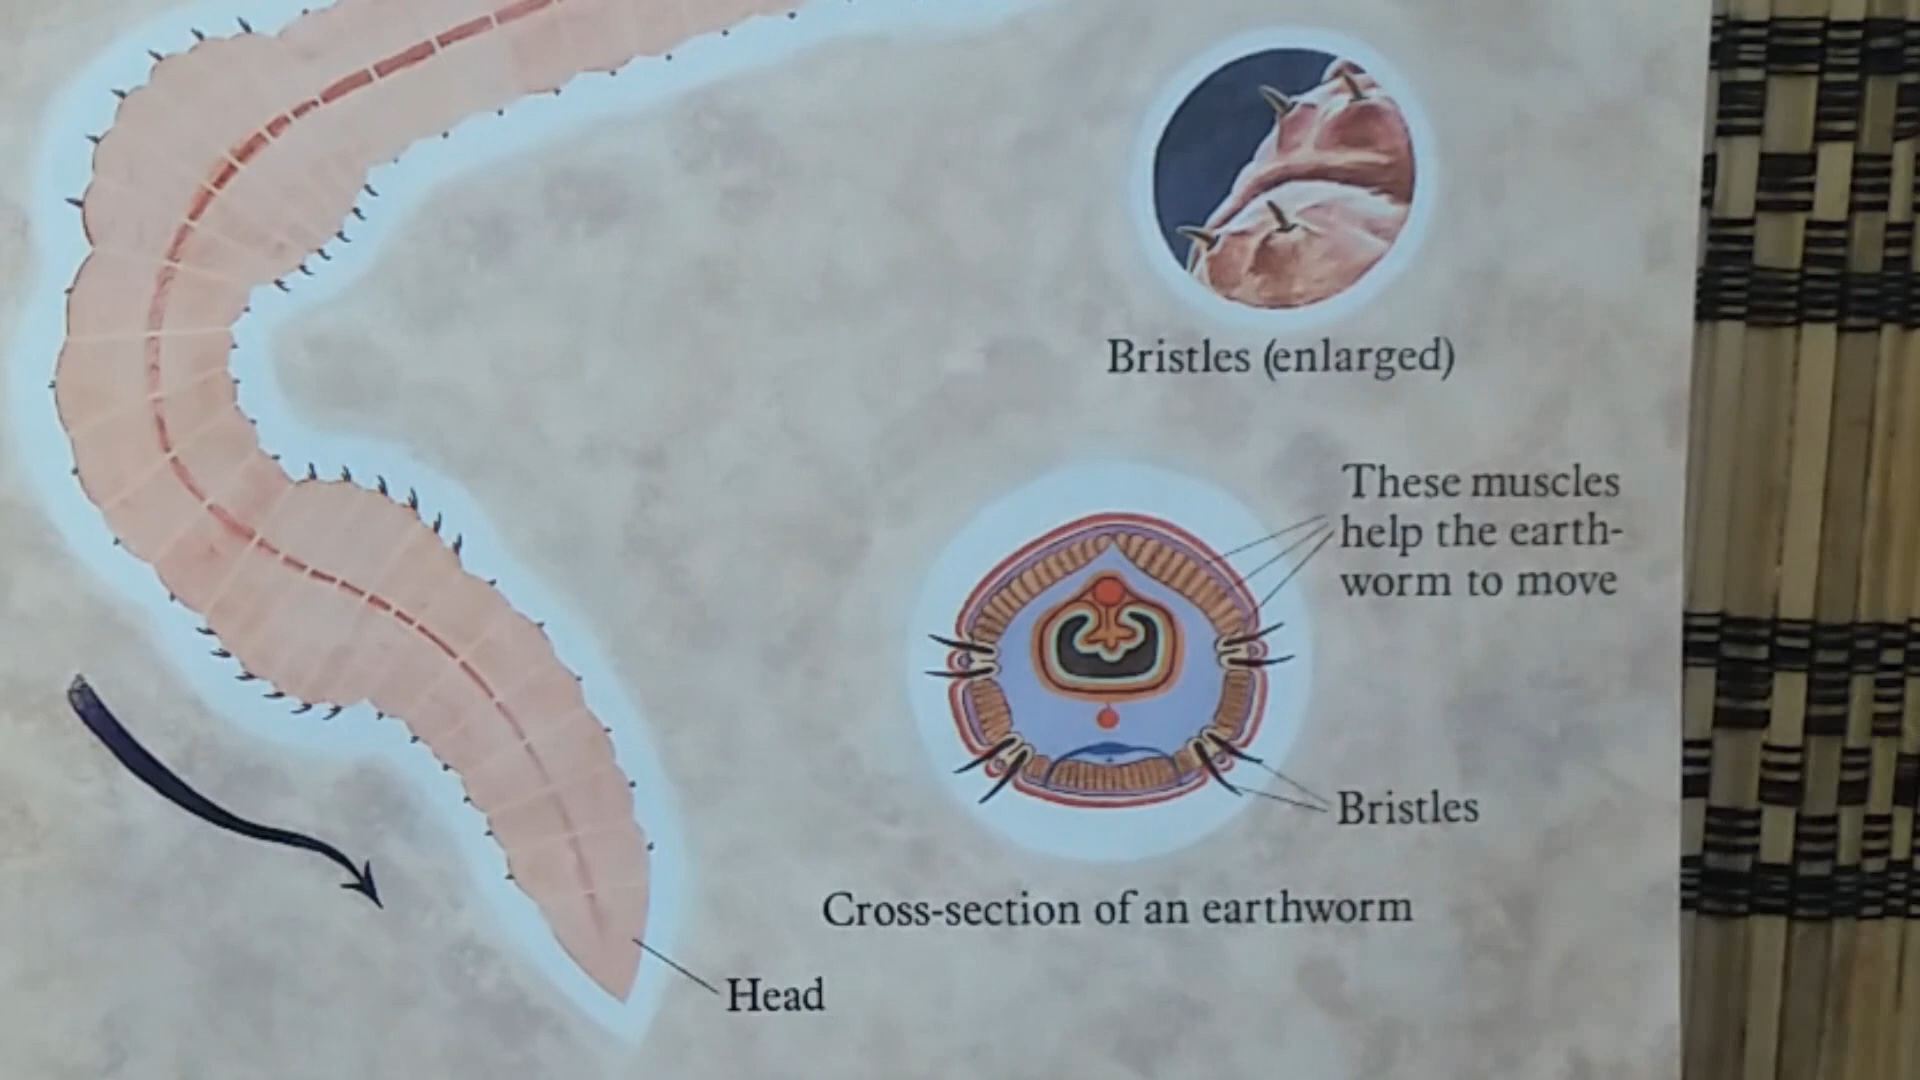 Bristles (enlarged)
These muscles
help the earth-
worm to move
Bristles
Cross-section of an earthworm
Head